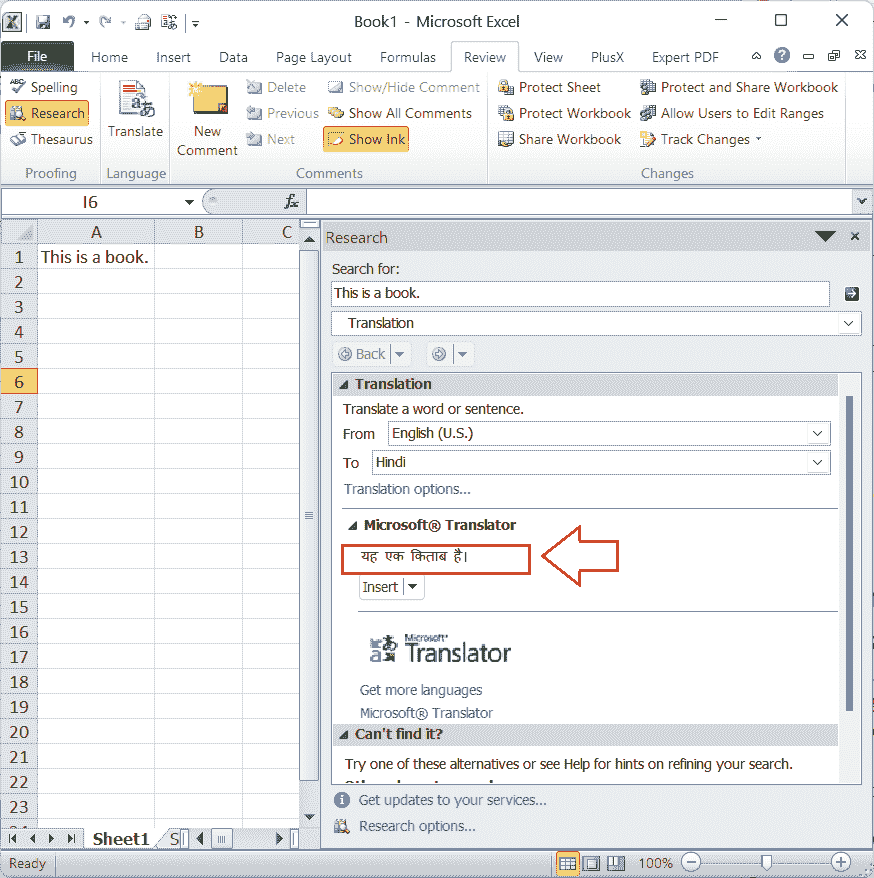 Book1 - Microsoft Excel
File Home Insert Data Page Layout Formulas Review View PlusX Expert PDF
ABC Spelling
Research
Thesaurus
Proofing
Translate
Language
New
Comment
Delete
Previous
Next
Show/Hide Comment
Show All Comments
Show Ink
Comments
Protect Sheet
Protect Workbook
Share Workbook
Protect and Share Workbook
Allow Users to Edit Ranges
Track Changes
Changes
I6 fx
A B C
1 This is a book.
2
3
4
5
6
7
8
9
10
11
12
13
14
15
16
17
18
19
20
21
22
23
Research
Search for:
This is a book.
Translation
Back
Translation
Translate a word or sentence.
From English (U.S.)
To Hindi
Translation options...
Microsoft® Translator
यह एक किताब है।
Insert
Microsoft®
Translator
Get more languages
Microsoft® Translator
Can't find it?
Try one of these alternatives or see Help for hints on refining your search.
Get updates to your services...
Research options...
Sheet1 S
Ready 100%